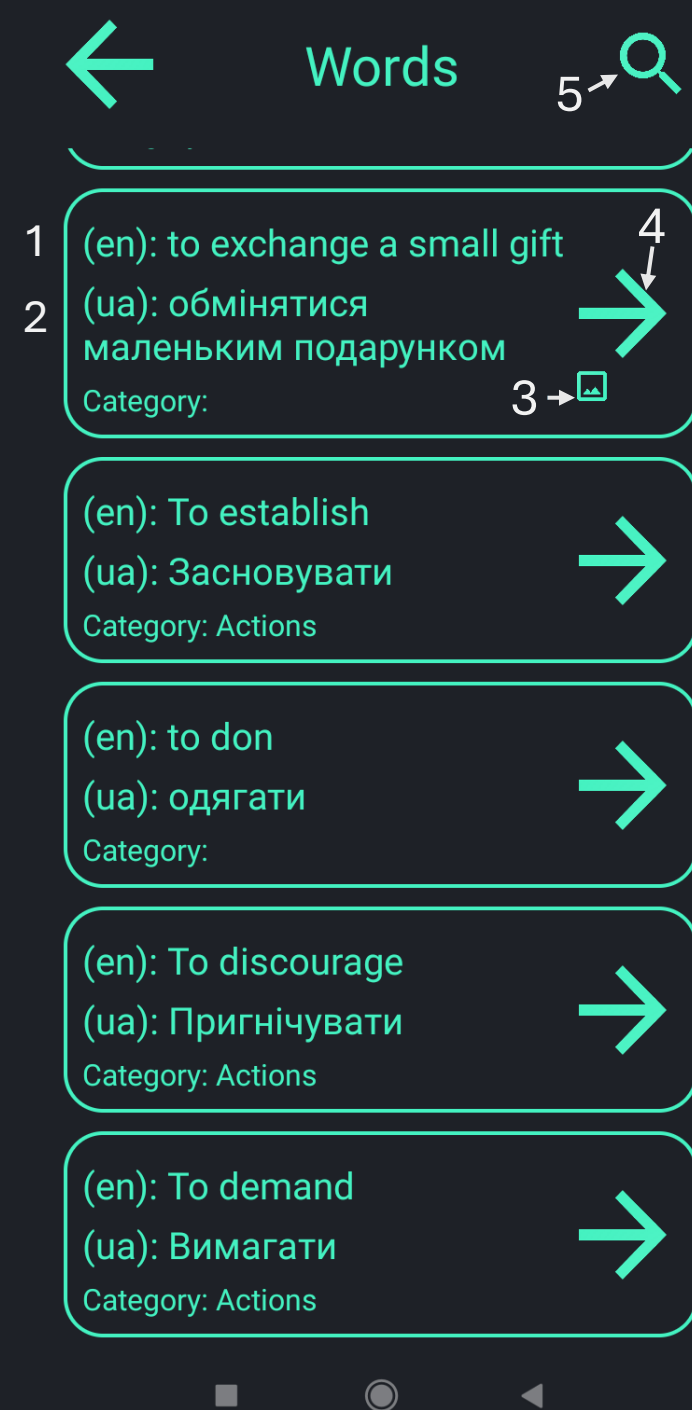 Words
5
1
(en): to exchange a small gift
4
2
(ua): обмінятися
маленьким подарунком
Category:
3
(en): To establish
(ua): Засновувати
Category: Actions
(en): to don
(ua): одягати
Category:
(en): To discourage
(ua): Пригнічувати
Category: Actions
(en): To demand
(ua): Вимагати
Category: Actions